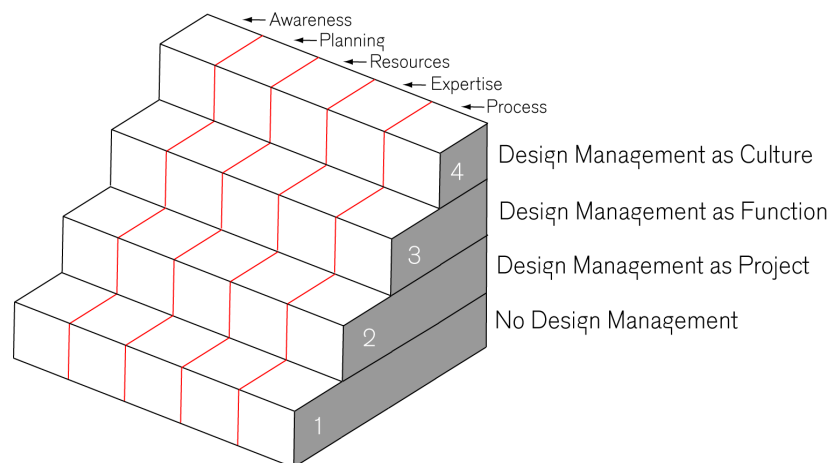 Awareness
Planning
Resources
Expertise
Process
4
Design Management as Culture
3
Design Management as Function
2
Design Management as Project
1
No Design Management